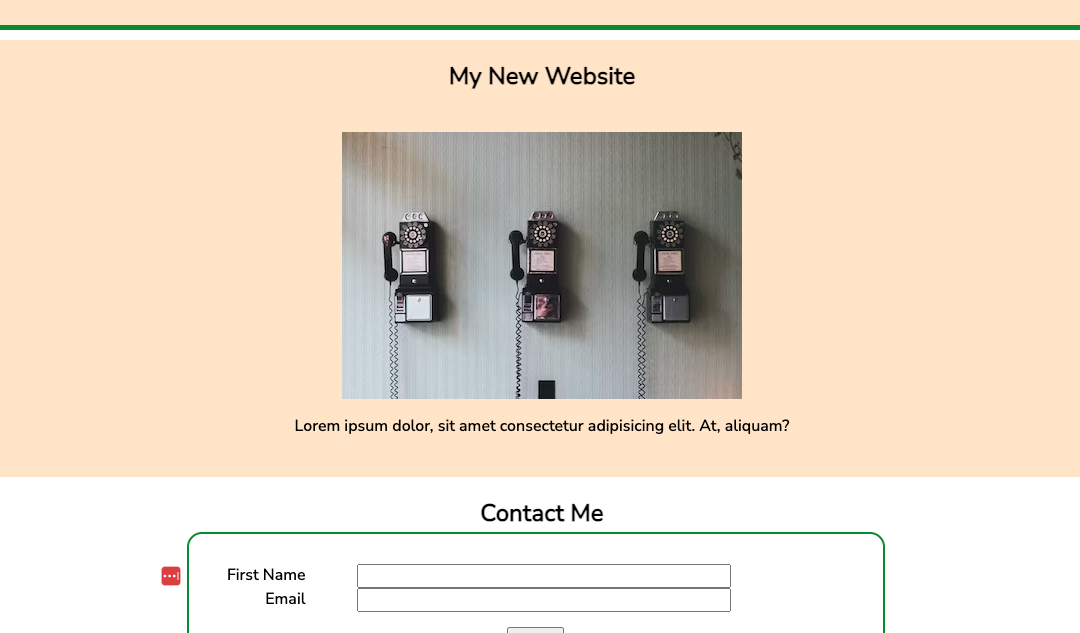 My New Website
Lorem ipsum dolor, sit amet consectetur adipisicing elit. At, aliquam?
Contact Me
First Name
Email